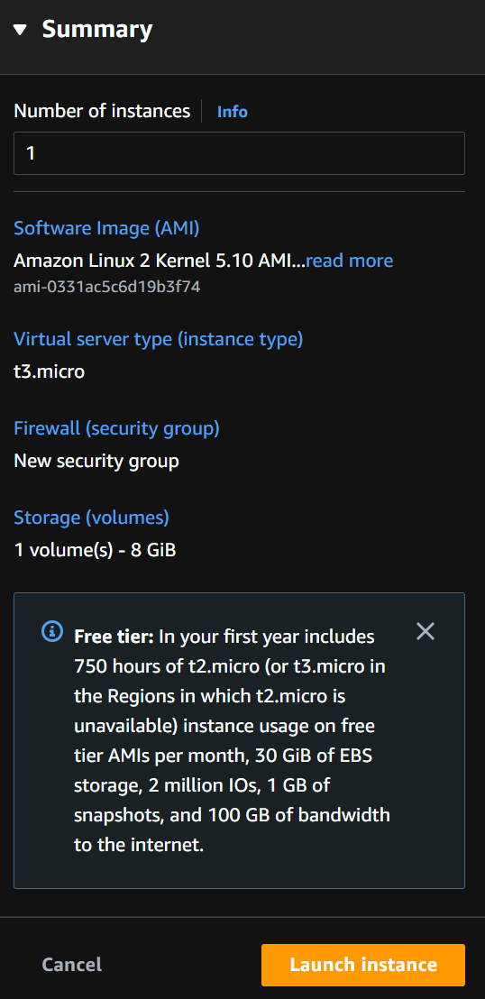 Summary
Number of instances Info
1
Software Image (AMI)
Amazon Linux 2 Kernel 5.10 AMI...read more
ami-0331ac5c6d19b3f74
Virtual server type (instance type)
t3.micro
Firewall (security group)
New security group
Storage (volumes)
1 volume(s) - 8 GiB
Free tier: In your first year includes
750 hours of t2.micro (or t3.micro in
the Regions in which t2.micro is
unavailable) instance usage on free
tier AMIs per month, 30 GiB of EBS
storage, 2 million IOs, 1 GB of
snapshots, and 100 GB of bandwidth
to the internet.
Cancel Launch instance